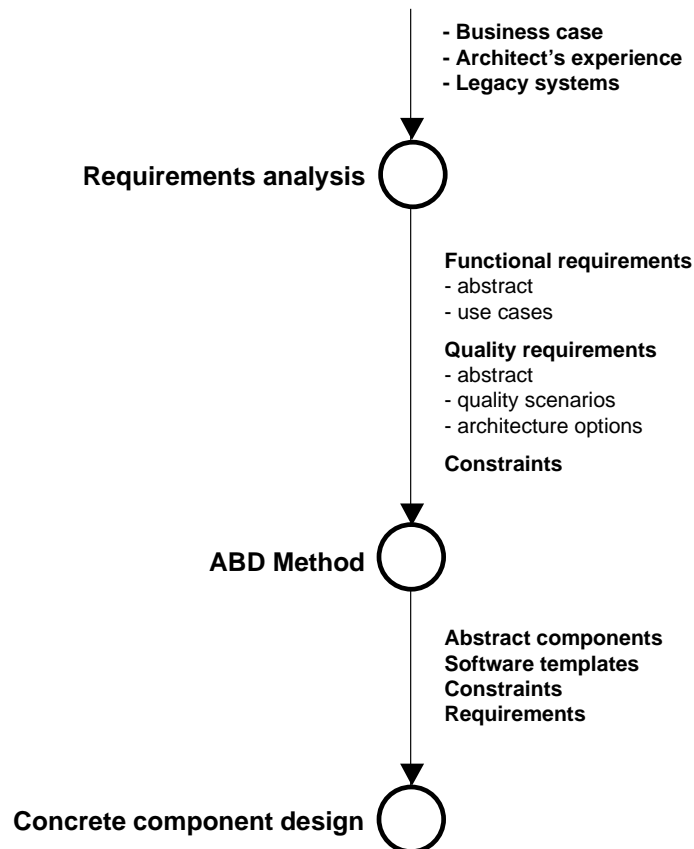 - Business case
- Architect's experience
- Legacy systems
Requirements analysis
Functional requirements
- abstract
- use cases
Quality requirements
- abstract
- quality scenarios
- architecture options
Constraints
ABD Method
Abstract components
Software templates
Constraints
Requirements
Concrete component design